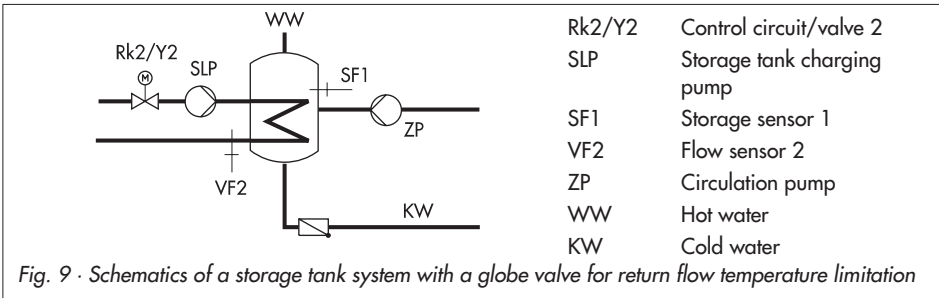 WW
Rk2/Y2
M
SLP
SF1
ZP
VF2
KW
Rk2/Y2 Control circuit/valve 2
SLP Storage tank charging
pump
SF1 Storage sensor 1
VF2 Flow sensor 2
ZP Circulation pump
WW Hot water
KW Cold water
Fig. 9 · Schematics of a storage tank system with a globe valve for return flow temperature limitation